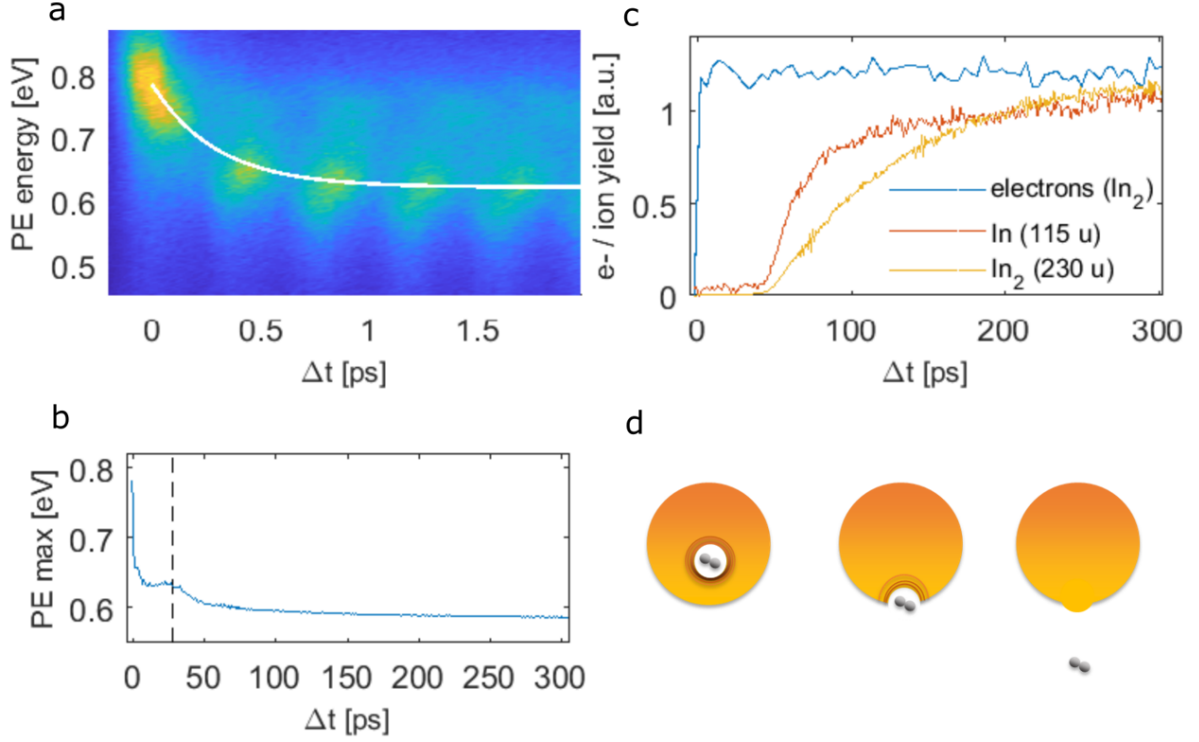 a
PE energy [eV]
0.8
0.7
0.6
0.5
0 0.5 1 1.5
Δt [ps]
b
PE max [eV]
0.8
0.7
0.6
0 50 100 150 200 250 300
Δt [ps]
c
e- / ion yield [a.u.]
1
0.5
0
electrons (In2)
In (115 u)
In2 (230 u)
0 100 200 300
Δt [ps]
d